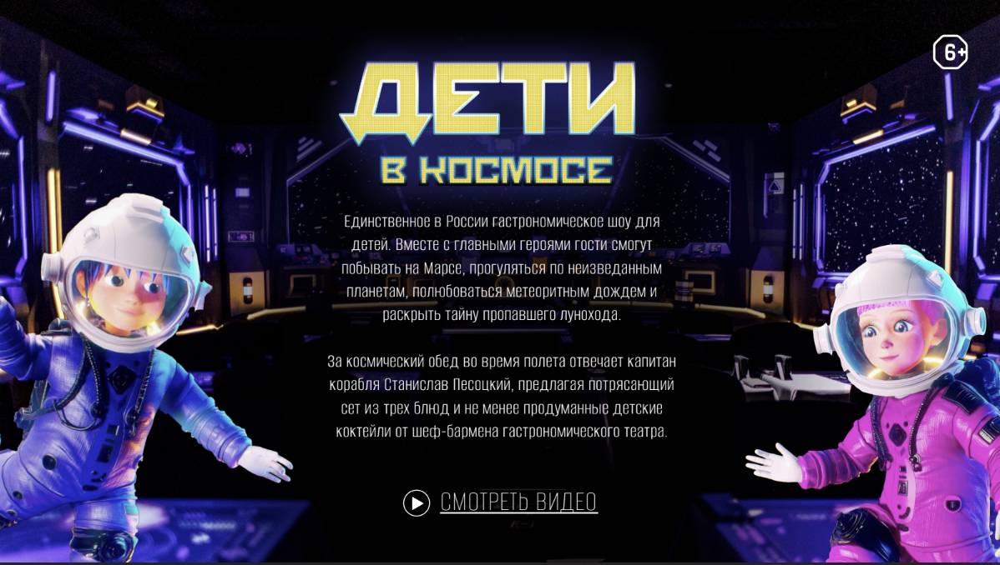 6+
ДЕТИ
В КОСМОСЕ
Единственное в России гастрономическое шоу для
детей. Вместе с главными героями гости смогут
побывать на Марсе, прогуляться по неизведанным
планетам, полюбоваться метеоритным дождем и
раскрыть тайну пропавшего лунохода.
За космический обед во время полета отвечает капитан
корабля Станислав Песоцкий, предлагая потрясающий
сет из трех блюд и не менее продуманные детские
коктейли от шеф-бармена гастрономического театра.
СМОТРЕТЬ ВИДЕО